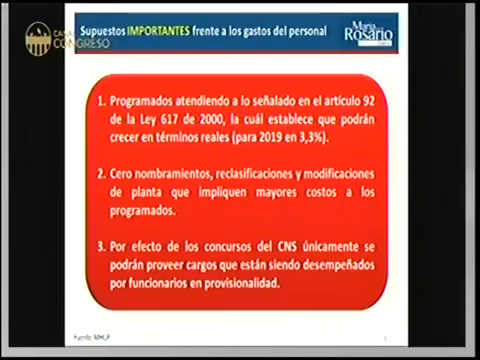 CANAL
CONGRESO
Supuestos IMPORTANTES frente a los gastos del personal
María
del
Rosario
1. Programados atendiendo a lo señalado en el artículo 92
de la Ley 617 de 2000, la cuál establece que podrán
crecer en términos reales (para 2019 en 3,3%).
2. Cero nombramientos, reclasificaciones y modificaciones
de planta que impliquen mayores costos a los
programados.
3. Por efecto de los concursos del CNS únicamente se
podrán proveer cargos que están siendo desempeñados
por funcionarios en provisionalidad.
Fuente: MHCP